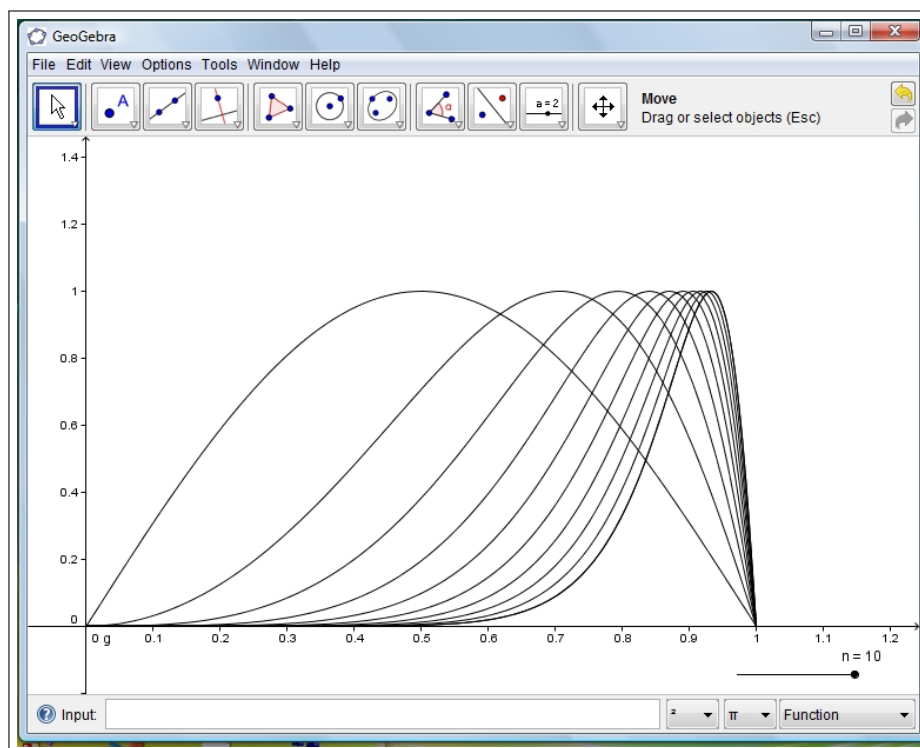 GeoGebra
File Edit View Options Tools Window Help
A
α
a = 2
Move
Drag or select objects (Esc)
1.4
1.2
1
0.8
0.6
0.4
0.2
0
0 g 0.1 0.2 0.3 0.4 0.5 0.6 0.7 0.8 0.9 1 1.1 1.2
n = 10
Input:
² π Function